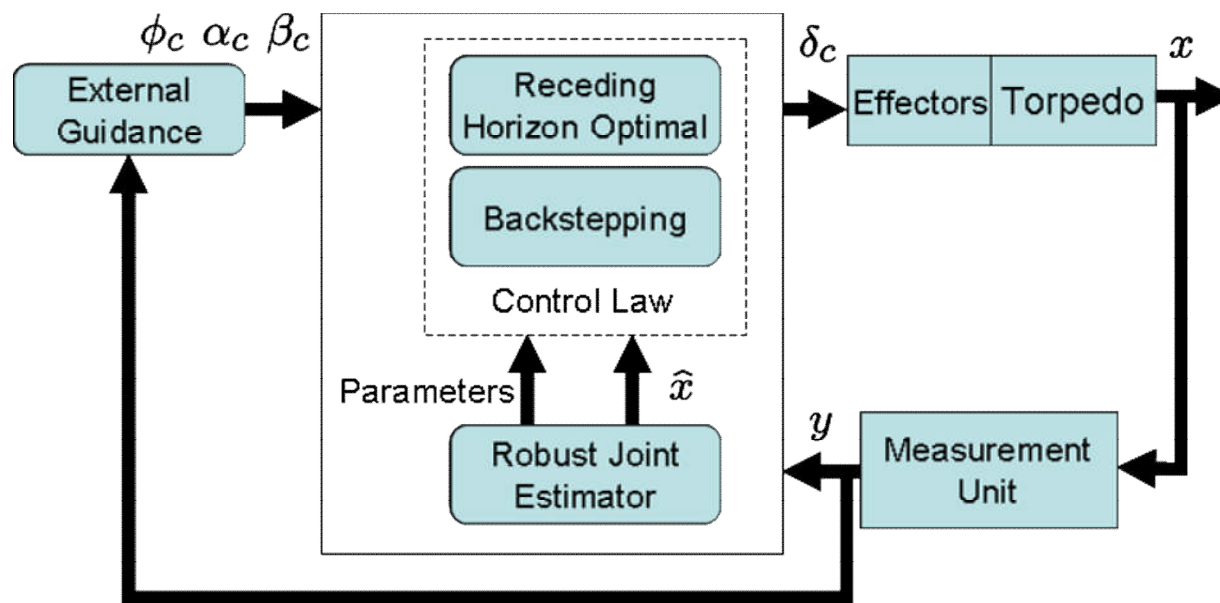 ϕc αc βc
External
Guidance
Receding
Horizon Optimal
Backstepping
Control Law
Parameters
x̂
Robust Joint
Estimator
δc
Effectors
Torpedo
x
y
Measurement
Unit